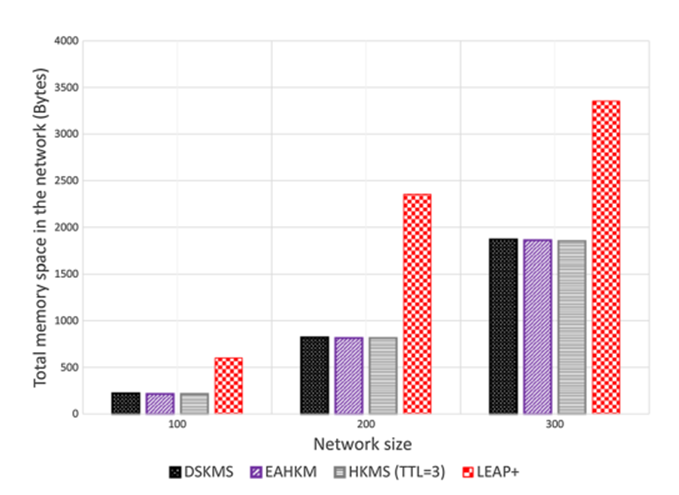 Total memory space in the network (Bytes)
4000
3500
3000
2500
2000
1500
1000
500
0
100 200 300
Network size
DSKMS EAHKM HKMS (TTL=3) LEAP+